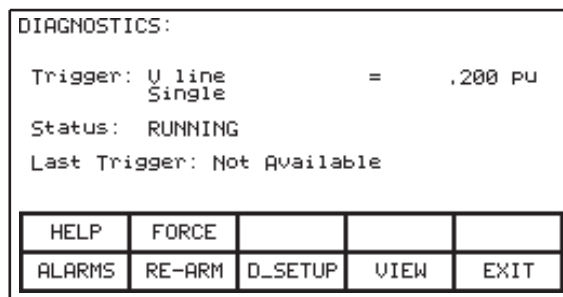 DIAGNOSTICS:
Trigger: V line = .200 pu
Single
Status: RUNNING
Last Trigger: Not Available
HELP FORCE
ALARMS RE-ARM D_SETUP VIEW EXIT